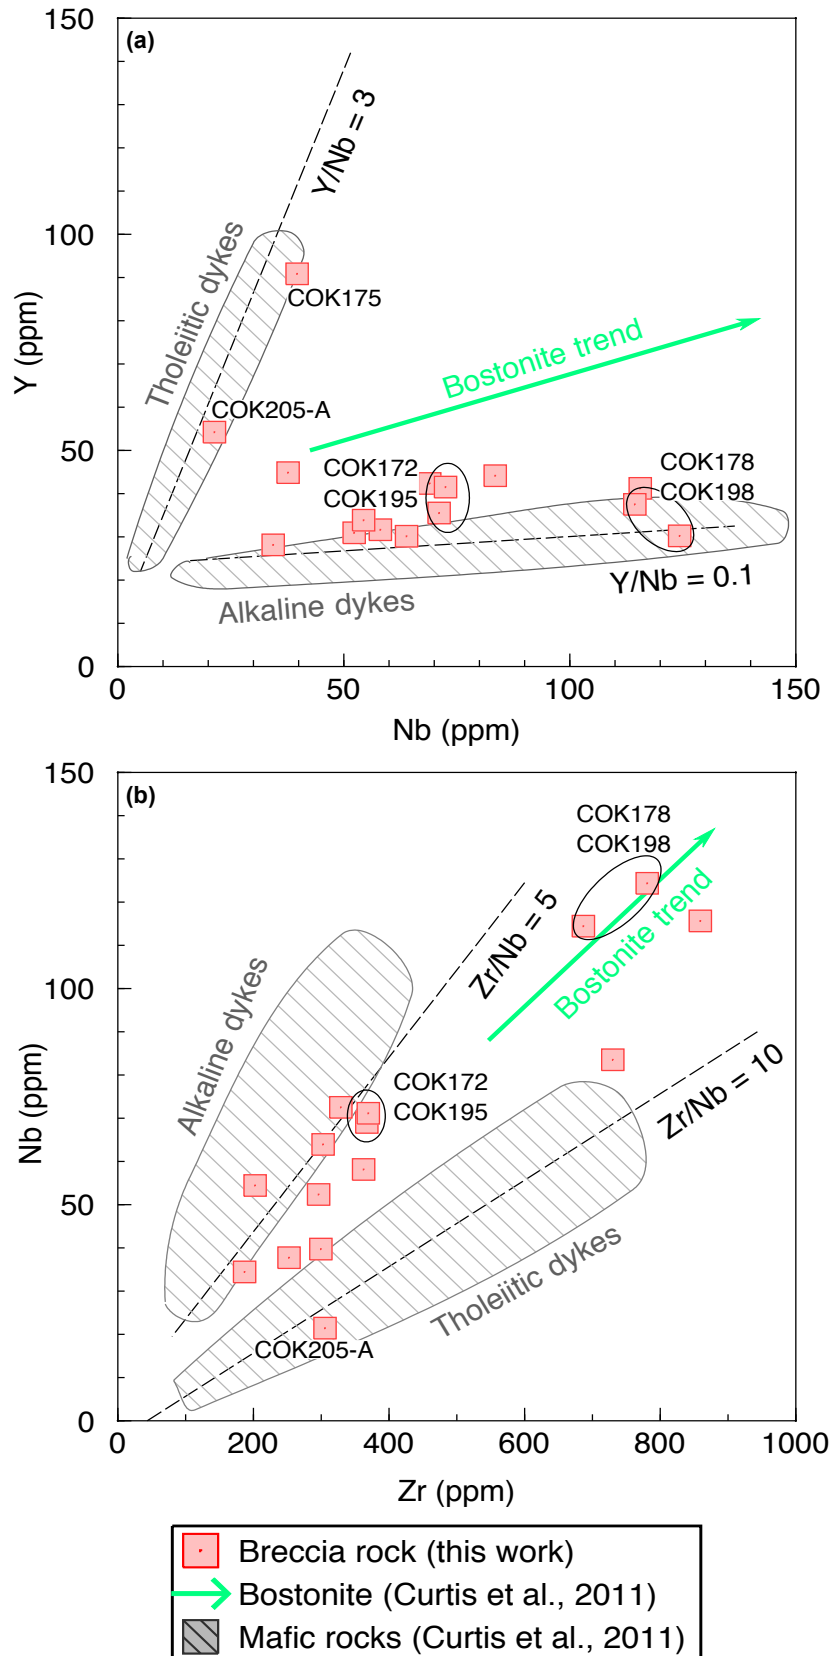 150
(a)
Y/Nb = 3
100
Tholeiitic dykes
COK175
Y (ppm)
Bostonite trend
COK205-A
50
COK172
COK195
COK178
COK198
Y/Nb = 0.1
Alkaline dykes
0
0
50
100
150
Nb (ppm)
150
(b)
COK178
COK198
Zr/Nb = 5
Bostonite trend
100
Alkaline dykes
COK172
COK195
Zr/Nb = 10
Nb (ppm)
50
Tholeiitic dykes
COK205-A
0
0
200
400
600
800
1000
Zr (ppm)
Breccia rock (this work)
Bostonite (Curtis et al., 2011)
Mafic rocks (Curtis et al., 2011)